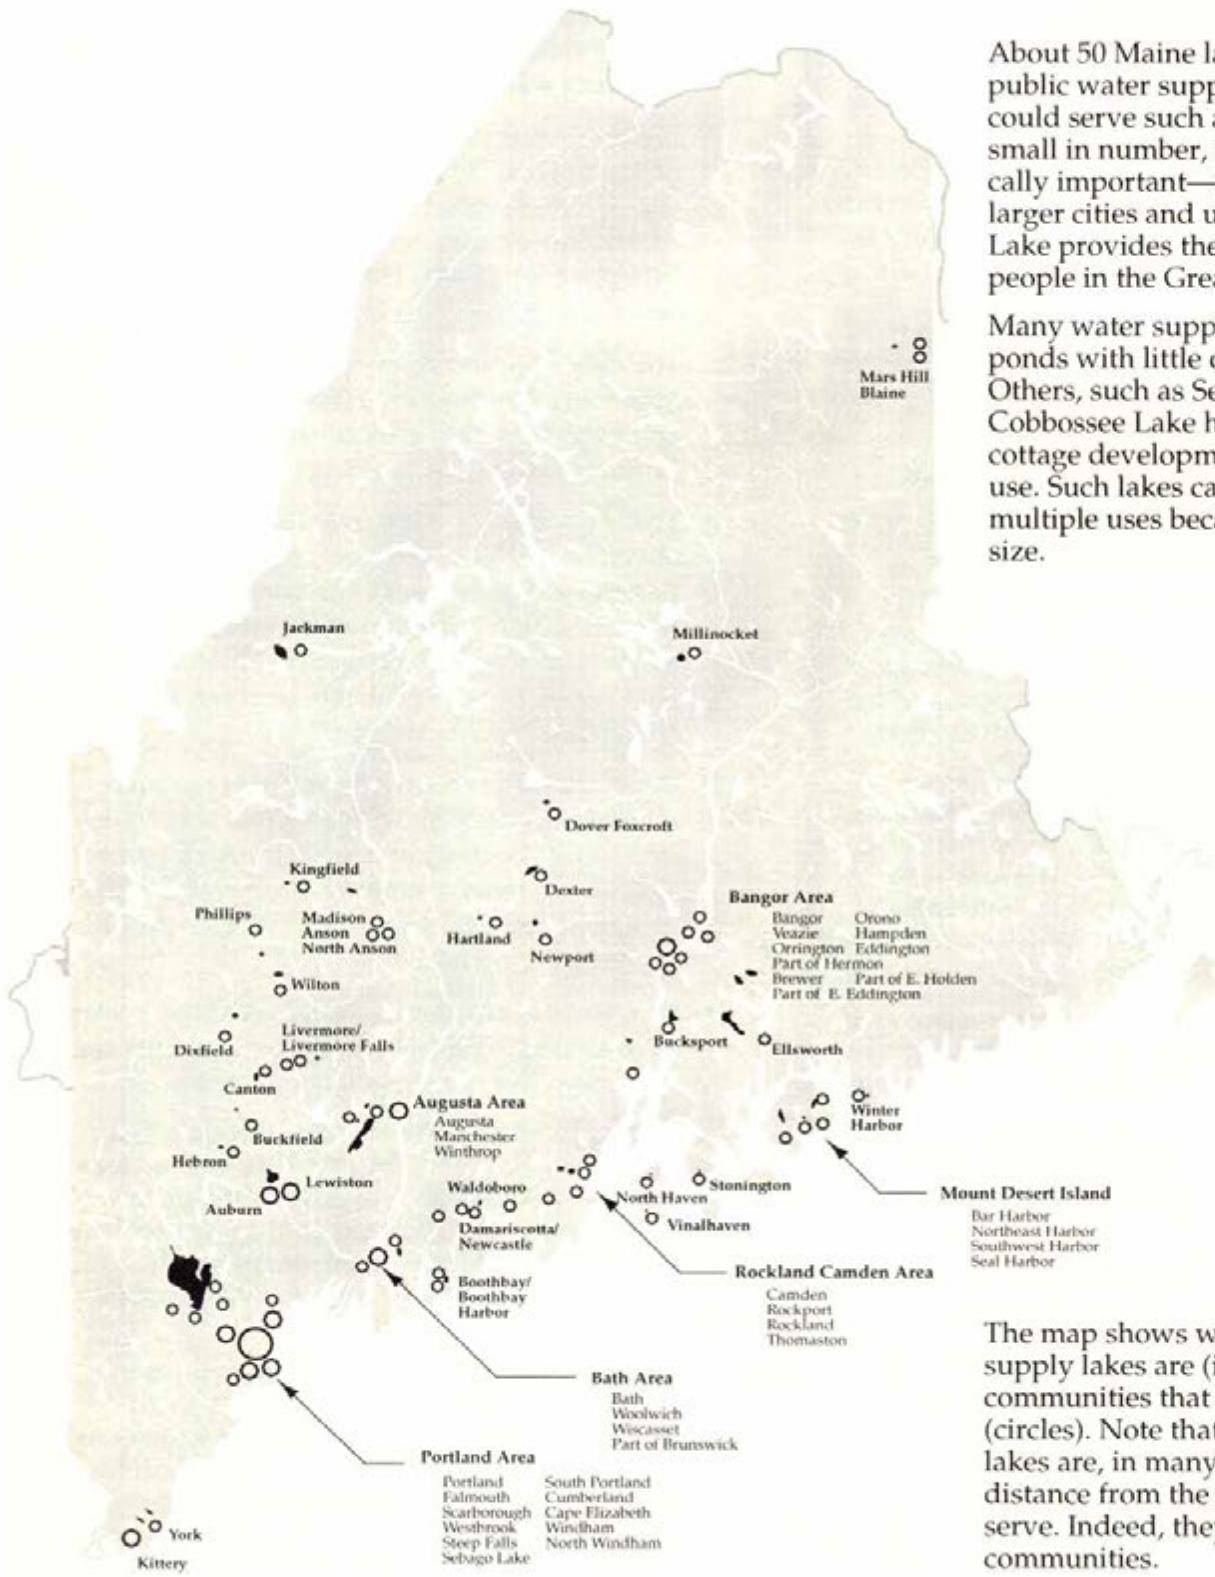 About 50 Maine la
public water supp
could serve such a
small in number,
cally important—
larger cities and u
Lake provides the
people in the Grea
Many water supp
ponds with little c
Others, such as Se
Cobbossee Lake h
cottage developm
use. Such lakes ca
multiple uses beca
size.
Mars Hill
Blaine
Jackman
Millinocket
Dover Foxcroft
Kingfield
Dexter
Phillips
Madison
Anson
North Anson
Hartland
Newport
Bangor Area
Bangor Orono
Veazie Hampden
Orrington Eddington
Part of Hermon
Brewer Part of E. Holden
Part of E. Eddington
Wilton
Dixfield
Livermore/
Livermore Falls
Canton
Bucksport
Ellsworth
Augusta Area
Augusta
Manchester
Winthrop
Winter
Harbor
Buckfield
Hebron
Lewiston
Auburn
Waldoboro
Damariscotta/
Newcastle
North Haven
Stonington
Vinalhaven
Mount Desert Island
Bar Harbor
Northeast Harbor
Southwest Harbor
Seal Harbor
Boothbay/
Boothbay
Harbor
Rockland Camden Area
Camden
Rockport
Rockland
Thomaston
Bath Area
Bath
Woolwich
Wiscasset
Part of Brunswick
Portland Area
Portland South Portland
Falmouth Cumberland
Scarborough Cape Elizabeth
Westbrook Windham
Steep Falls North Windham
Sebago Lake
York
Kittery
The map shows w
supply lakes are (i
communities that
(circles). Note that
lakes are, in many
distance from the
serve. Indeed, they
communities.